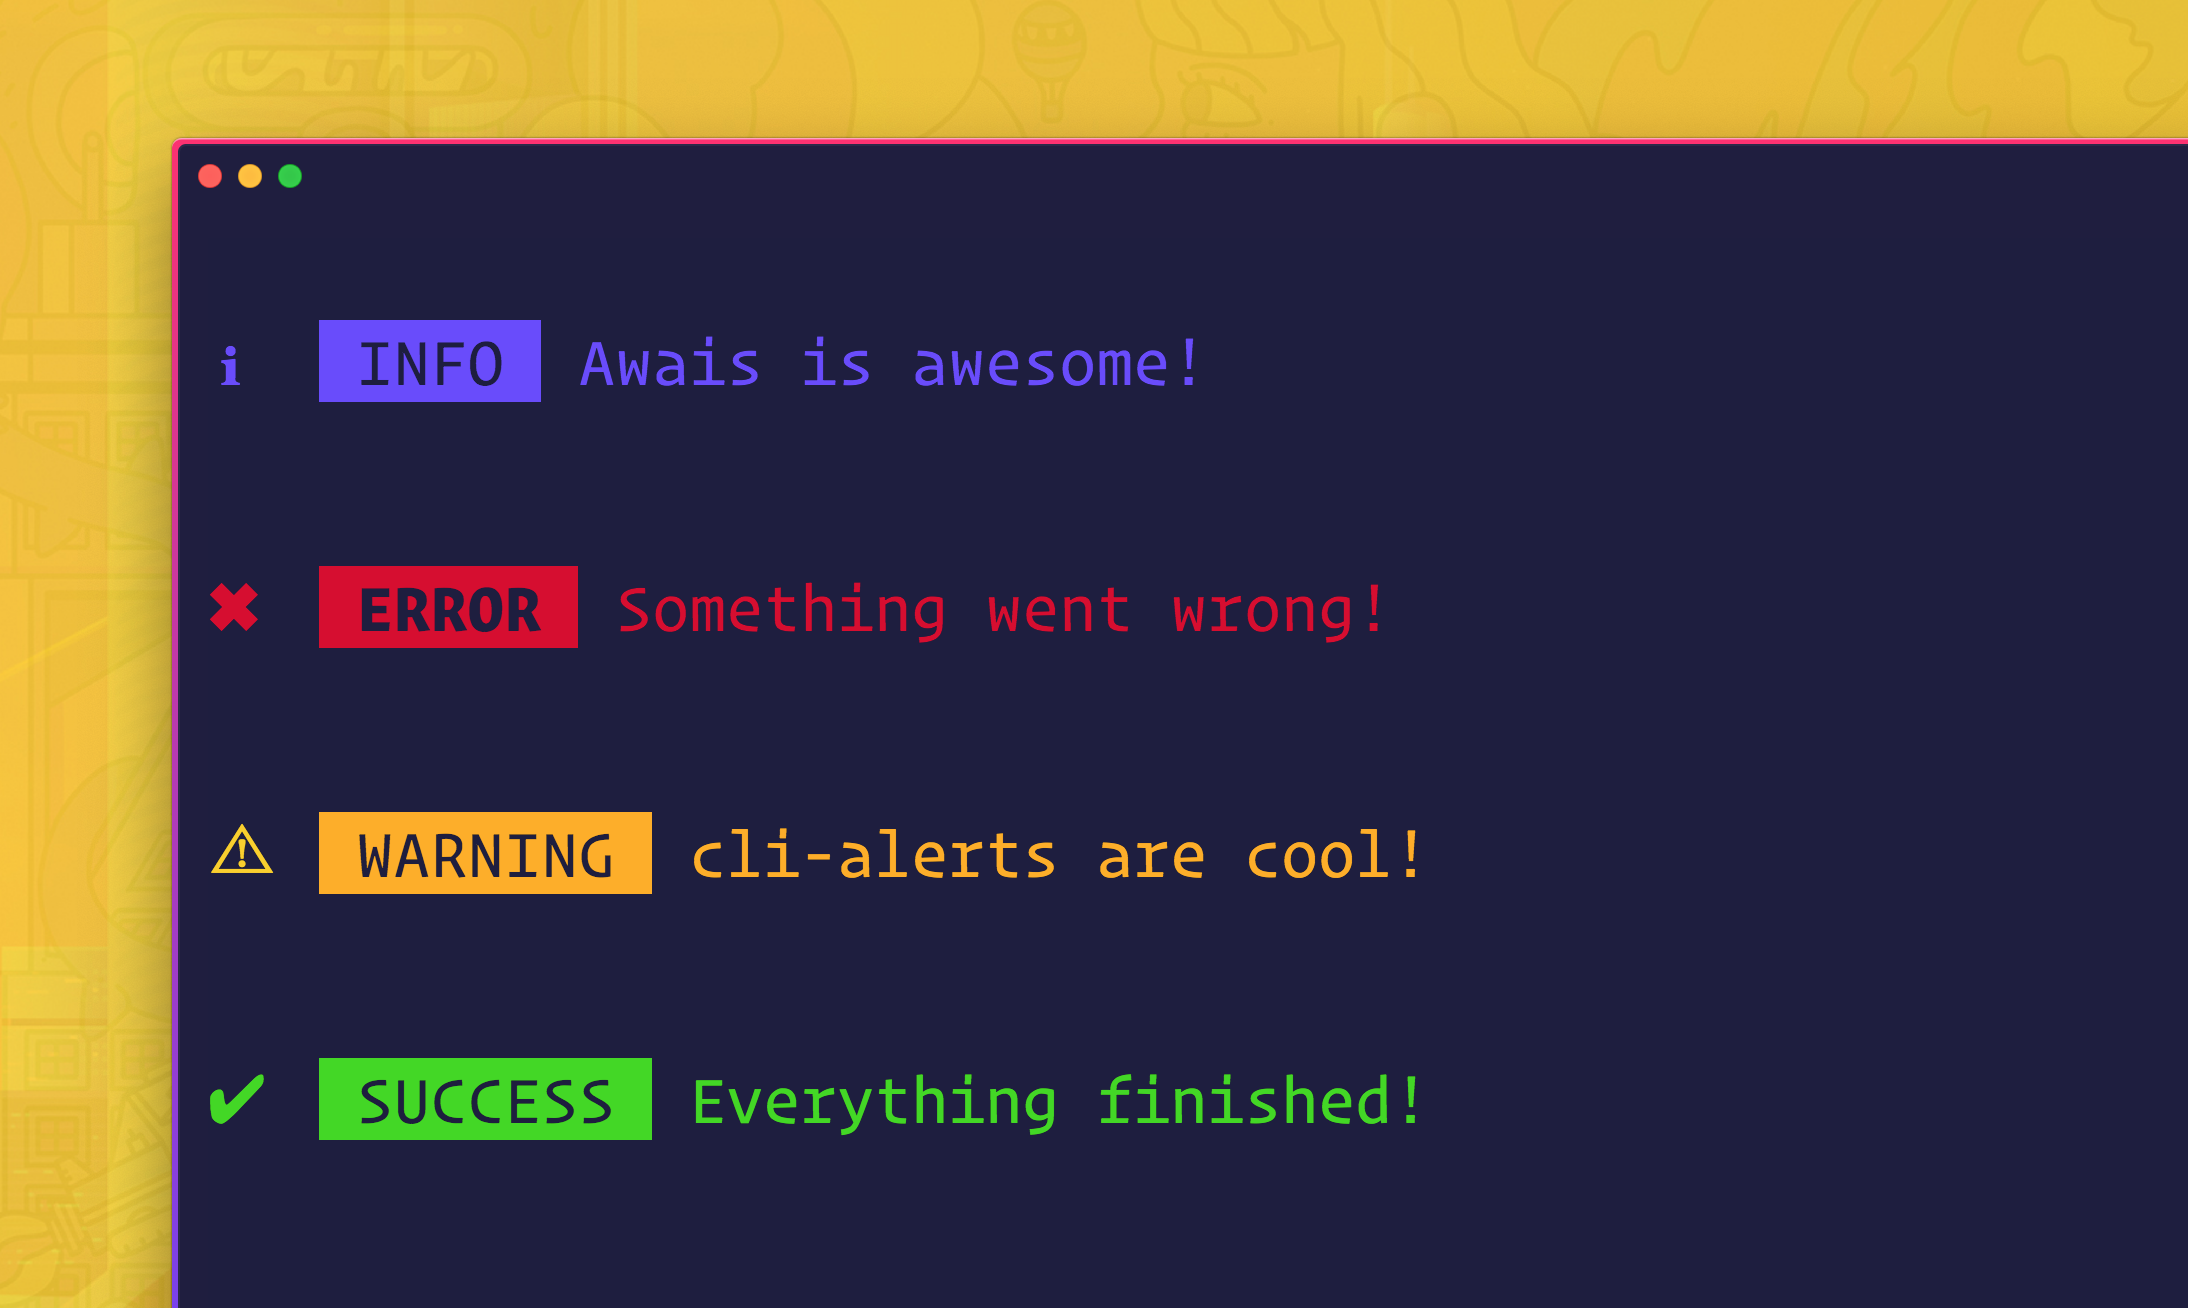 ℹ INFO Awais is awesome!
✖ ERROR Something went wrong!
⚠ WARNING cli-alerts are cool!
✔ SUCCESS Everything finished!